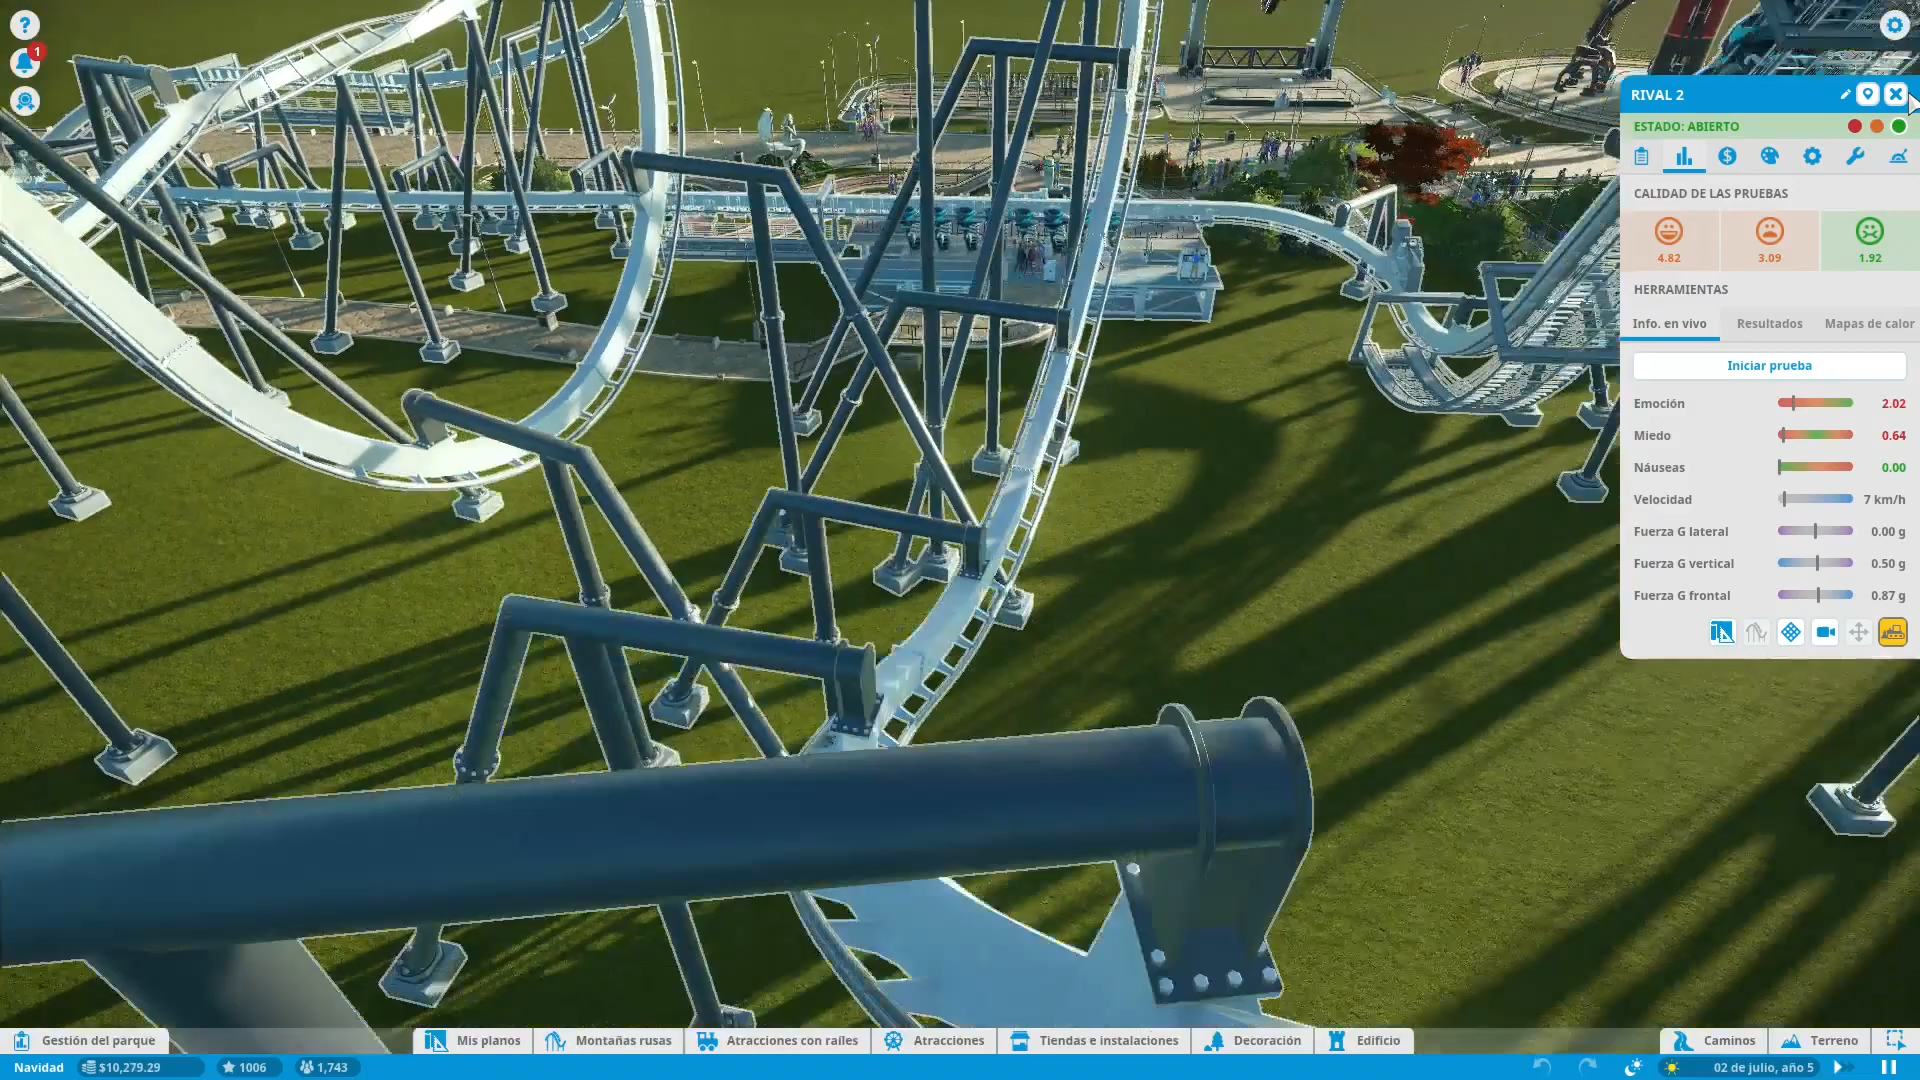 ?
1
RIVAL 2
ESTADO: ABIERTO
CALIDAD DE LAS PRUEBAS
4.82 3.09 1.92
HERRAMIENTAS
Info. en vivo Resultados Mapas de calor
Iniciar prueba
Emoción 2.02
Miedo 0.64
Náuseas 0.00
Velocidad 7 km/h
Fuerza G lateral 0.00 g
Fuerza G vertical 0.50 g
Fuerza G frontal 0.87 g
Gestión del parque Mis planos Montañas rusas Atracciones con raíles Atracciones Tiendas e instalaciones Decoración Edificio Caminos Terreno
Navidad $10,279.29 1006 1,743 02 de julio, año 5